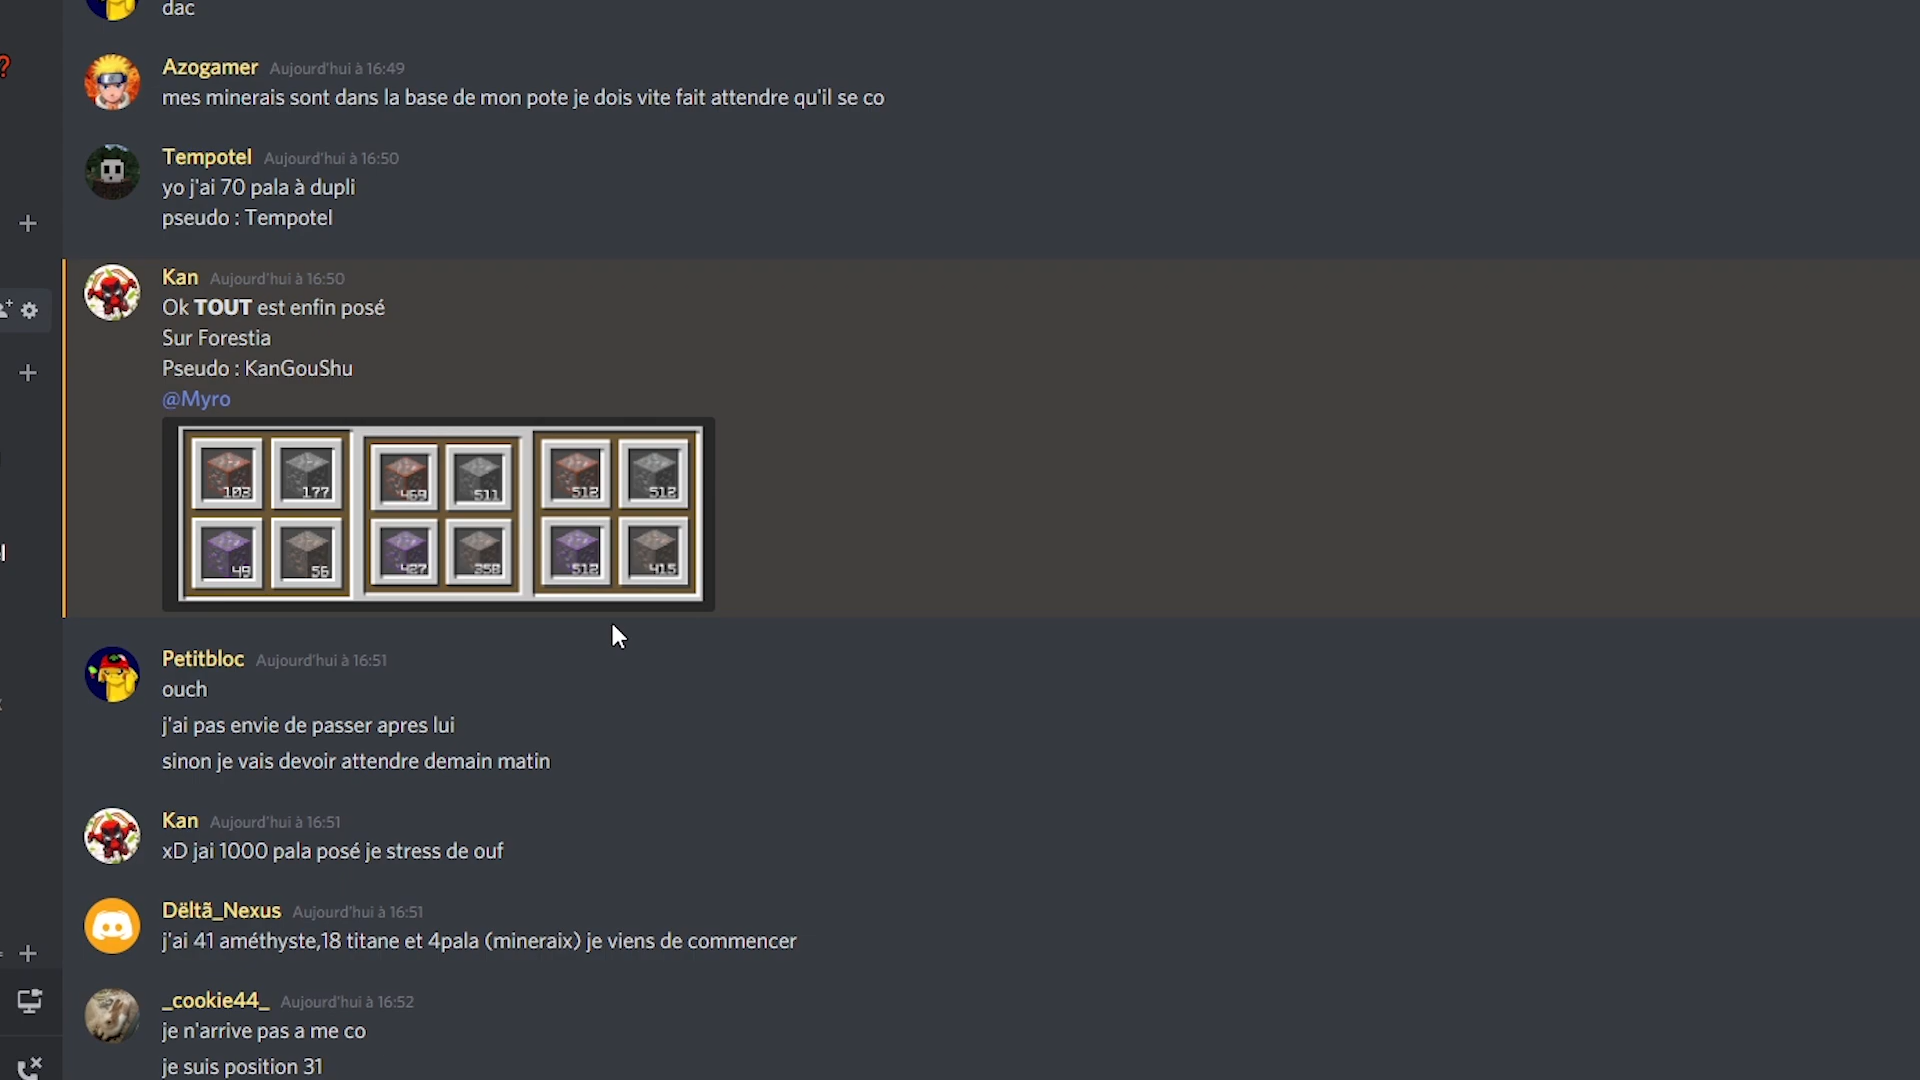 dac
?
Azogamer Aujourd'hui à 16:49
mes minerais sont dans la base de mon pote je dois vite fait attendre qu'il se co
Tempotel Aujourd'hui à 16:50
yo j'ai 70 pala à dupli
pseudo : Tempotel
Kan Aujourd'hui à 16:50
Ok TOUT est enfin posé
Sur Forestia
Pseudo : KanGouShu
@Myro
103 177 469 511 512 512
49 56 427 358 512 415
Petitbloc Aujourd'hui à 16:51
ouch
j'ai pas envie de passer apres lui
sinon je vais devoir attendre demain matin
Kan Aujourd'hui à 16:51
xD jai 1000 pala posé je stress de ouf
Dëltã_Nexus Aujourd'hui à 16:51
j'ai 41 améthyste,18 titane et 4pala (mineraix) je viens de commencer
_cookie44_ Aujourd'hui à 16:52
je n'arrive pas a me co
je suis position 31